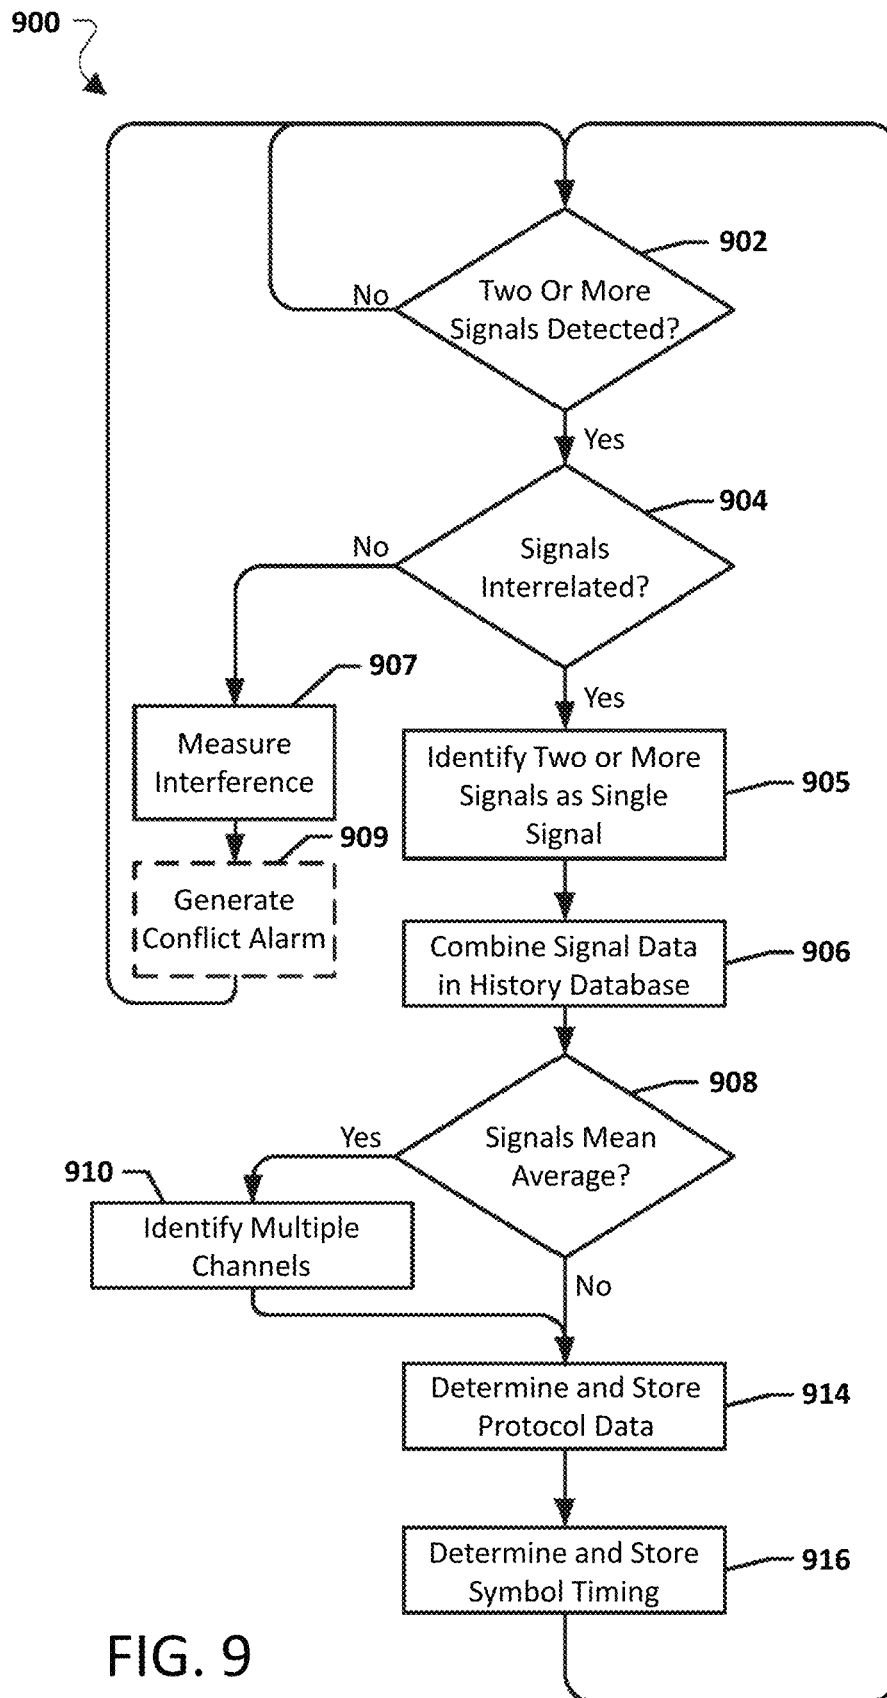 900
902
No
Two Or More
Signals Detected?
Yes
904
No
Signals
Interrelated?
907
Yes
Measure
Interference
Identify Two or More
Signals as Single
Signal
905
909
Generate
Conflict Alarm
Combine Signal Data
in History Database
906
908
Yes
Signals Mean
Average?
910
Identify Multiple
Channels
No
Determine and Store
Protocol Data
914
Determine and Store
Symbol Timing
916
FIG. 9